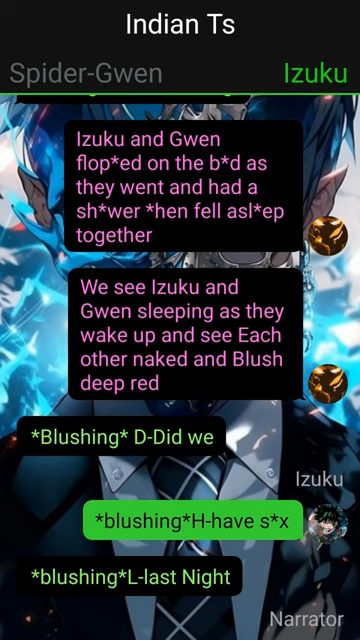 Indian Ts
Spider-Gwen Izuku
Izuku and Gwen
flop*ed on the b*d as
they went and had a
sh*wer *hen fell asl*ep
together
We see Izuku and
Gwen sleeping as they
wake up and see Each
other naked and Blush
deep red
*Blushing* D-Did we
Izuku
*blushing*H-have s*x
*blushing*L-last Night
Narrator